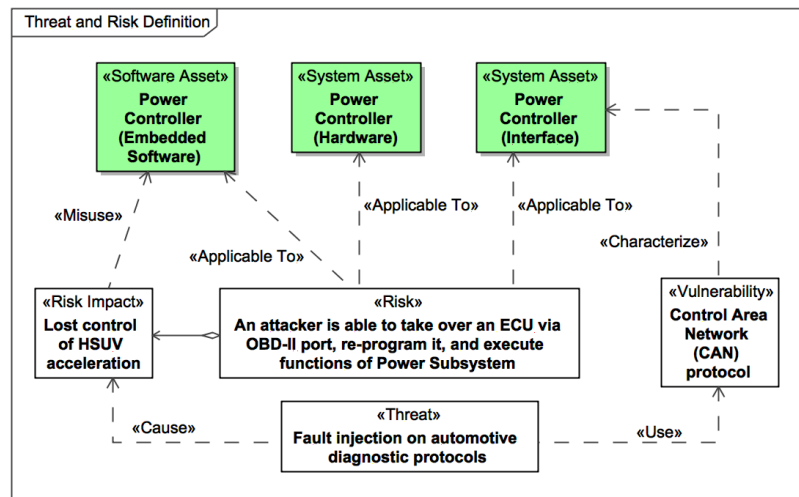 Threat and Risk Definition
«Software Asset»
Power
Controller
(Embedded
Software)
«System Asset»
Power
Controller
(Hardware)
«System Asset»
Power
Controller
(Interface)
«Misuse»
«Applicable To»
«Applicable To»
«Applicable To»
«Characterize»
«Risk Impact»
Lost control
of HSUV
acceleration
«Risk»
An attacker is able to take over an ECU via
OBD-II port, re-program it, and execute
functions of Power Subsystem
«Vulnerability»
Control Area
Network
(CAN)
protocol
«Cause»
«Threat»
Fault injection on automotive
diagnostic protocols
«Use»